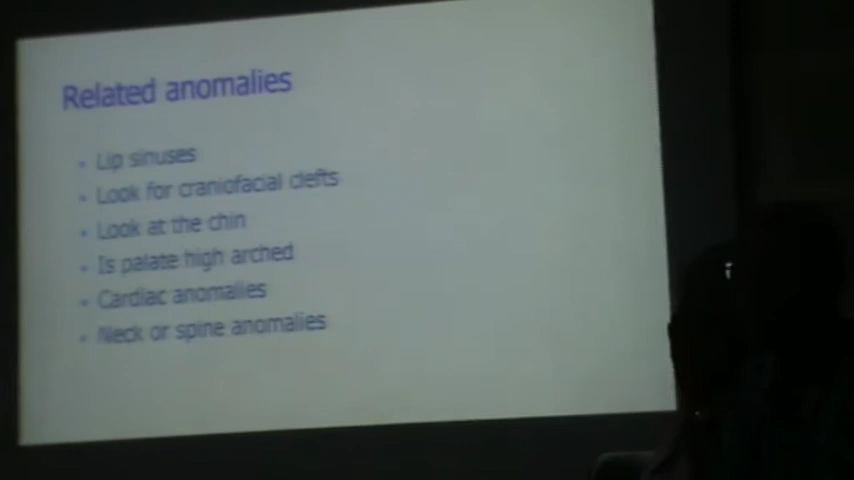 Related anomalies
• Lip sinuses
• Look for craniofacial clefts
• Look at the chin
• Is palate high arched
• Cardiac anomalies
• Neck or spine anomalies